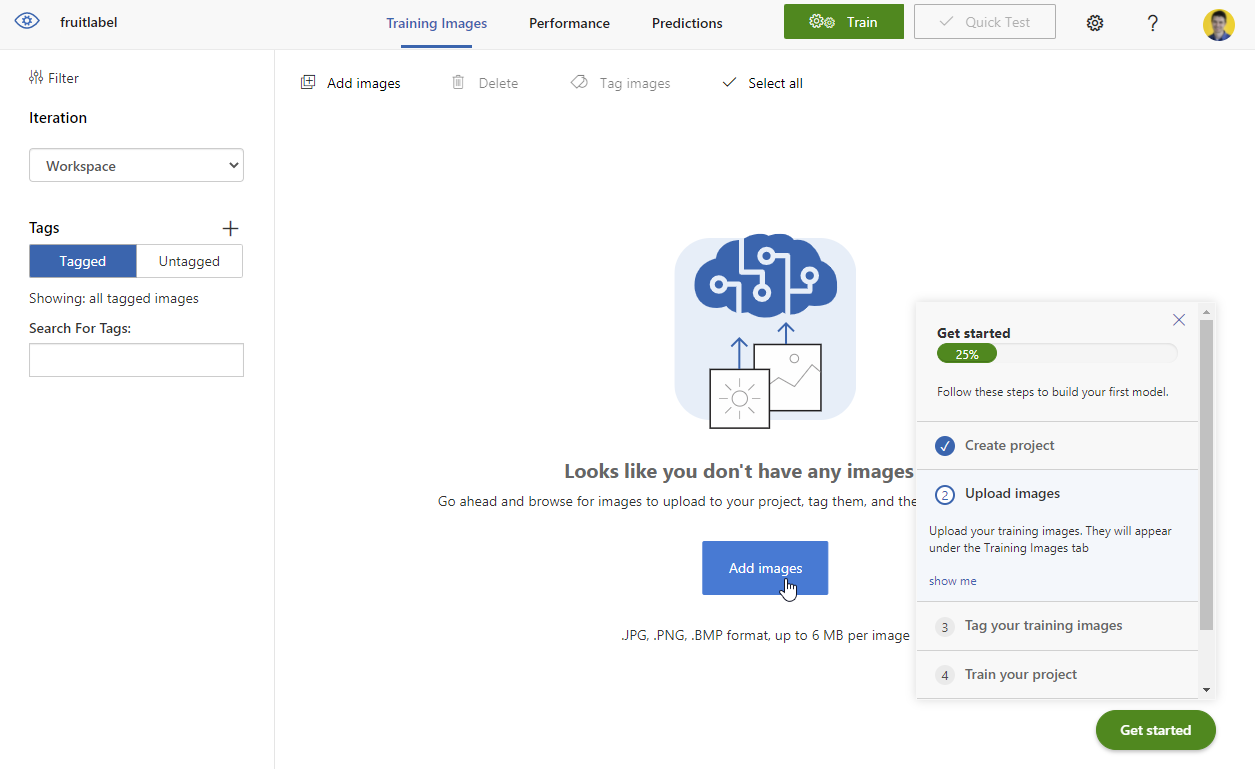 fruitlabel
Training Images
Performance
Predictions
Train
Quick Test
?
Filter
Iteration
Workspace
Tags
Tagged
Untagged
Showing: all tagged images
Search For Tags:
Add images
Delete
Tag images
Select all
Looks like you don't have any images
Go ahead and browse for images to upload to your project, tag them, and the
Add images
.JPG, .PNG, .BMP format, up to 6 MB per image
Get started
25%
Follow these steps to build your first model.
Create project
2 Upload images
Upload your training images. They will appear
under the Training Images tab
show me
3 Tag your training images
4 Train your project
Get started